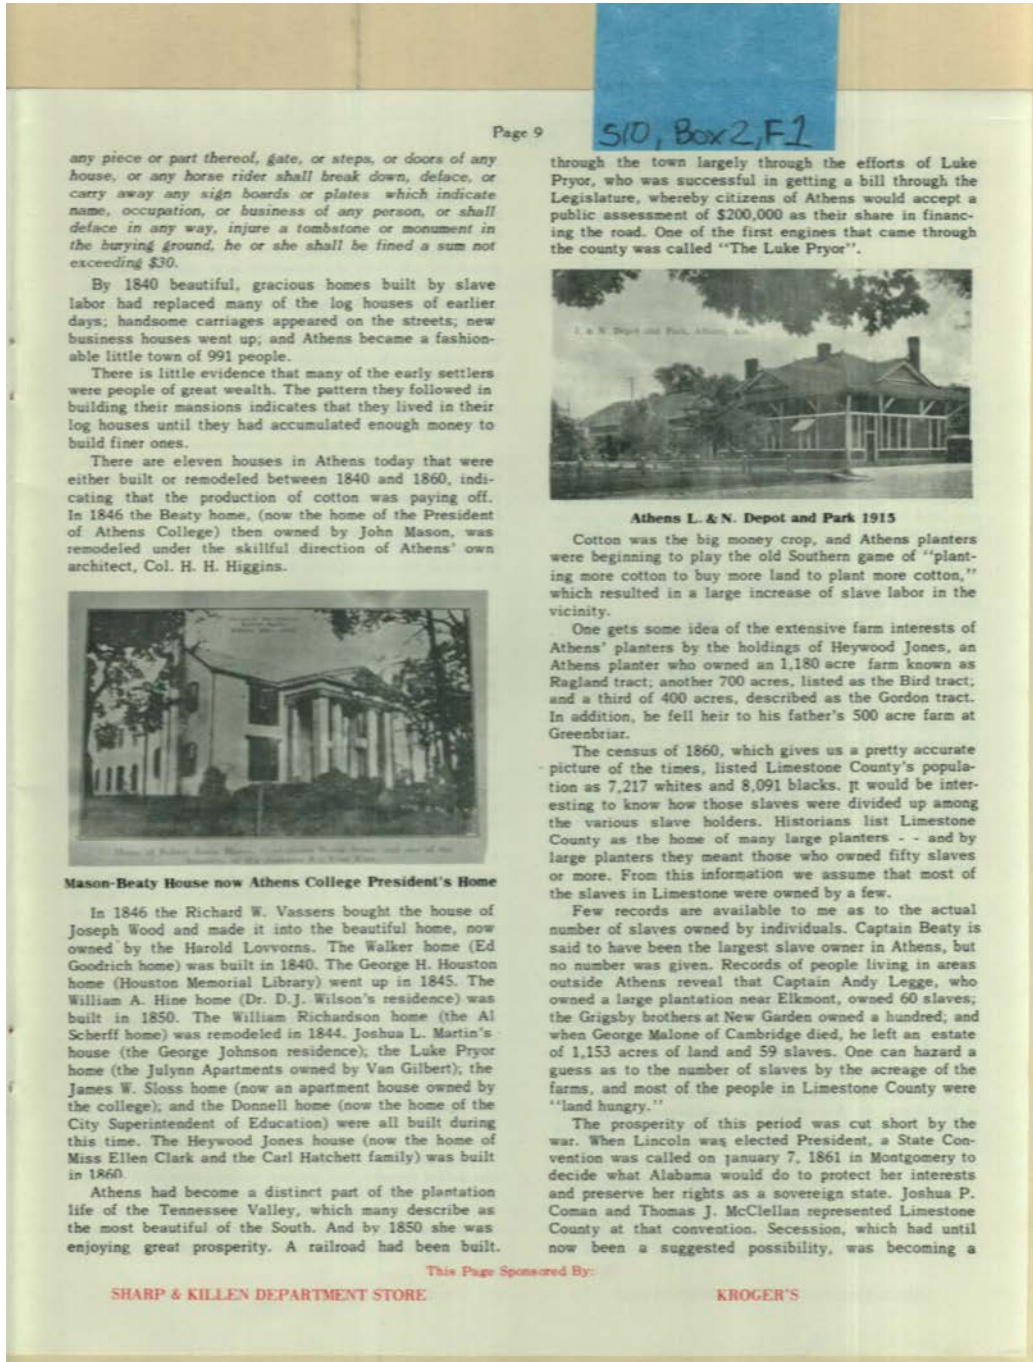 Page 9
S10, Box 2, F1
any piece or part thereof, gate, or steps, or doors of any
house, or any horse rider shall break down, deface, or
carry away any sign boards or plates which indicate
name, occupation, or business of any person, or shall
deface in any way, injure a tombstone or monument in
the burying ground, he or she shall be fined a sum not
exceeding $30.
By 1840 beautiful, gracious homes built by slave
labor had replaced many of the log houses of earlier
days; handsome carriages appeared on the streets; new
business houses went up; and Athens became a fashion-
able little town of 991 people.
There is little evidence that many of the early settlers
were people of great wealth. The pattern they followed in
building their mansions indicates that they lived in their
log houses until they had accumulated enough money to
build finer ones.
There are eleven houses in Athens today that were
either built or remodeled between 1840 and 1860, indi-
cating that the production of cotton was paying off.
In 1846 the Beaty home, (now the home of the President
of Athens College) then owned by John Mason, was
remodeled under the skillful direction of Athens' own
architect, Col. H. H. Higgins.
Mason-Beaty House now Athens College President's Home
In 1846 the Richard W. Vassers bought the house of
Joseph Wood and made it into the beautiful home, now
owned by the Harold Lovvorns. The Walker home (Ed
Goodrich home) was built in 1840. The George H. Houston
home (Houston Memorial Library) went up in 1845. The
William A. Hine home (Dr. D.J. Wilson's residence) was
built in 1850. The William Richardson home (the Al
Scherff home) was remodeled in 1844. Joshua L. Martin's
house (the George Johnson residence); the Luke Pryor
home (the Julynn Apartments owned by Van Gilbert); the
James W. Sloss home (now an apartment house owned by
the college); and the Donnell home (now the home of the
City Superintendent of Education) were all built during
this time. The Heywood Jones house (now the home of
Miss Ellen Clark and the Carl Hatchett family) was built
in 1860.
Athens had become a distinct part of the plantation
life of the Tennessee Valley, which many describe as
the most beautiful of the South. And by 1850 she was
enjoying great prosperity. A railroad had been built.
through the town largely through the efforts of Luke
Pryor, who was successful in getting a bill through the
Legislature, whereby citizens of Athens would accept a
public assessment of $200,000 as their share in financ-
ing the road. One of the first engines that came through
the county was called "The Luke Pryor".
L. & N. Depot and Park, Athens, Ala.
Athens L. & N. Depot and Park 1915
Cotton was the big money crop, and Athens planters
were beginning to play the old Southern game of "plant-
ing more cotton to buy more land to plant more cotton,"
which resulted in a large increase of slave labor in the
vicinity.
One gets some idea of the extensive farm interests of
Athens' planters by the holdings of Heywood Jones, an
Athens planter who owned an 1,180 acre farm known as
Ragland tract; another 700 acres, listed as the Bird tract;
and a third of 400 acres, described as the Gordon tract.
In addition, he fell heir to his father's 500 acre farm at
Greenbriar.
The census of 1860, which gives us a pretty accurate
picture of the times, listed Limestone County's popula-
tion as 7,217 whites and 8,091 blacks. It would be inter-
esting to know how those slaves were divided up among
the various slave holders. Historians list Limestone
County as the home of many large planters - - and by
large planters they meant those who owned fifty slaves
or more. From this information we assume that most of
the slaves in Limestone were owned by a few.
Few records are available to me as to the actual
number of slaves owned by individuals. Captain Beaty is
said to have been the largest slave owner in Athens, but
no number was given. Records of people living in areas
outside Athens reveal that Captain Andy Legge, who
owned a large plantation near Elkmont, owned 60 slaves;
the Grigsby brothers at New Garden owned a hundred; and
when George Malone of Cambridge died, he left an estate
of 1,153 acres of land and 59 slaves. One can hazard a
guess as to the number of slaves by the acreage of the
farms, and most of the people in Limestone County were
"land hungry."
The prosperity of this period was cut short by the
war. When Lincoln was elected President, a State Con-
vention was called on January 7, 1861 in Montgomery to
decide what Alabama would do to protect her interests
and preserve her rights as a sovereign state. Joshua P.
Coman and Thomas J. McClellan represented Limestone
County at that convention. Secession, which had until
now been a suggested possibility, was becoming a
This Page Sponsored By:
SHARP & KILLEN DEPARTMENT STORE
KROGER'S